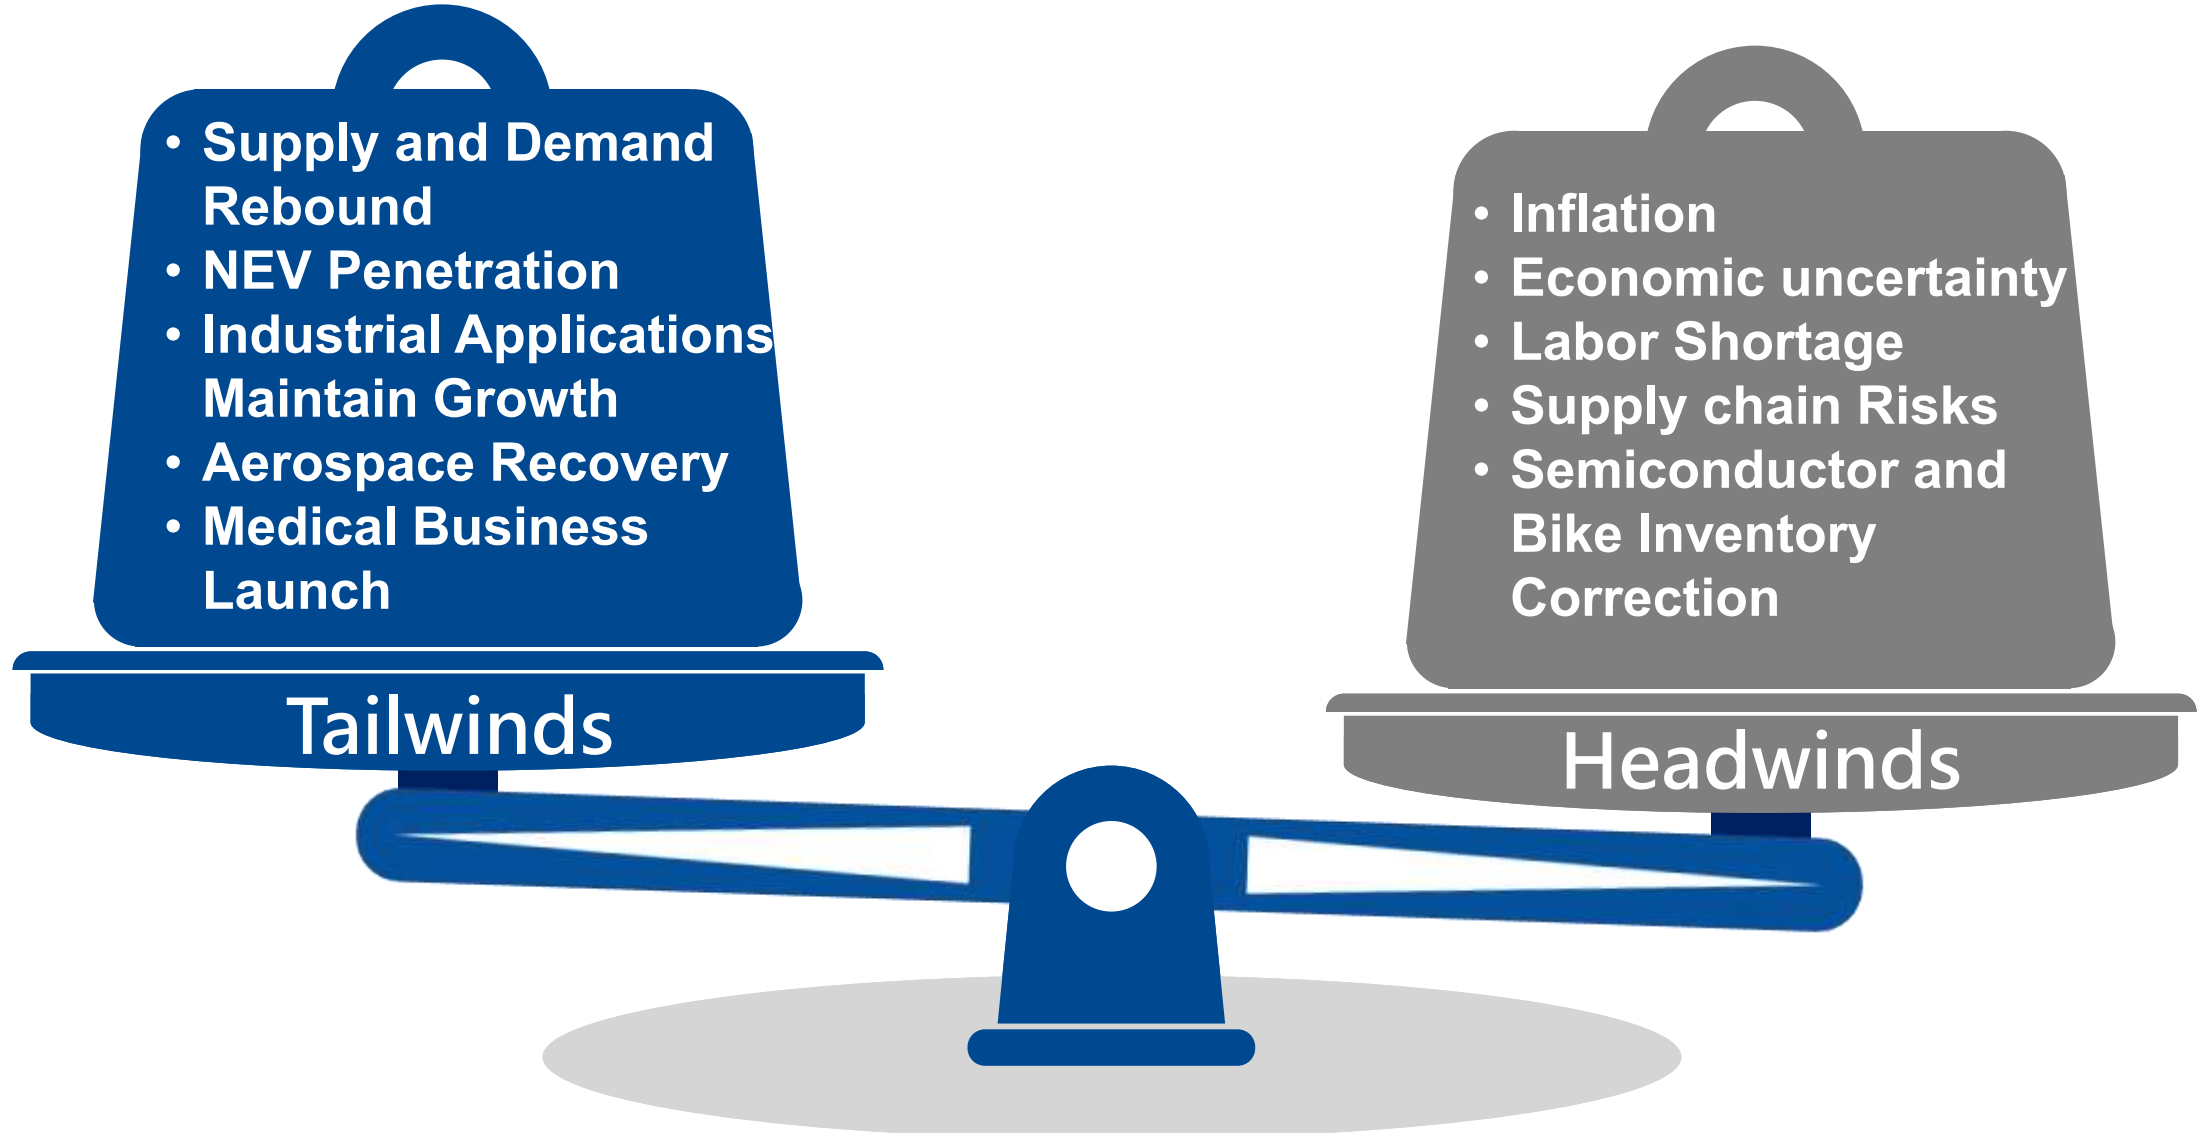 • Supply and Demand
Rebound
• NEV Penetration
• Industrial Applications
Maintain Growth
• Aerospace Recovery
• Medical Business
Launch
Tailwinds
• Inflation
• Economic uncertainty
• Labor Shortage
• Supply chain Risks
• Semiconductor and
Bike Inventory
Correction
Headwinds